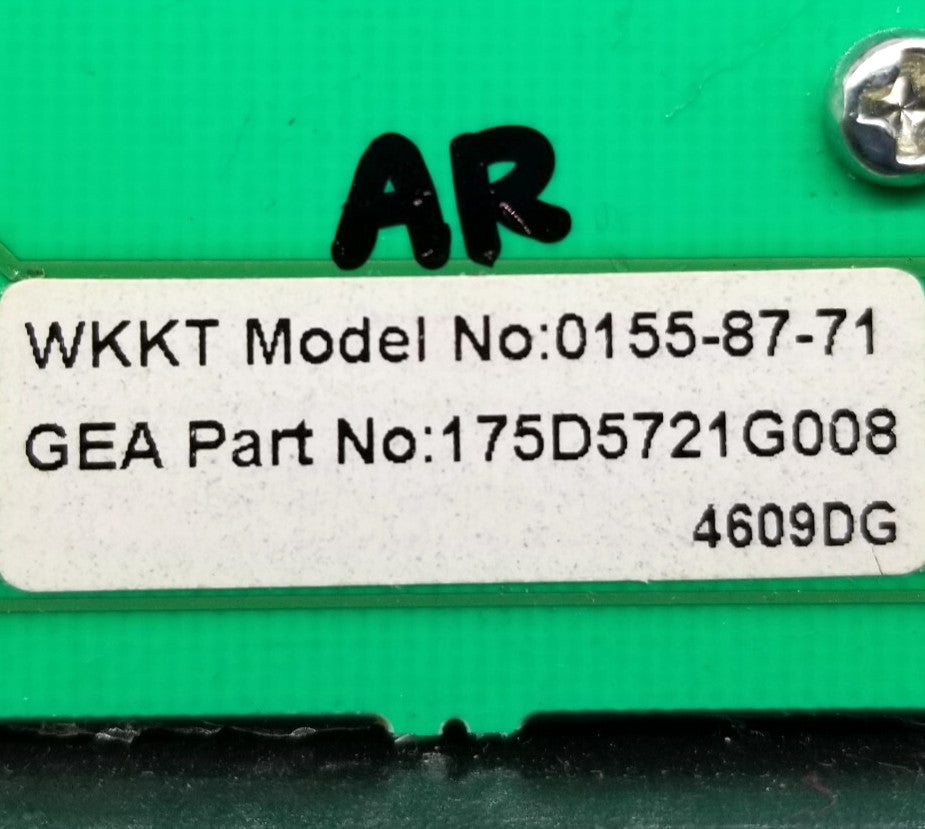 AR
WKKT Model No:0155-87-71
GEA Part No:175D5721G008
4609DG